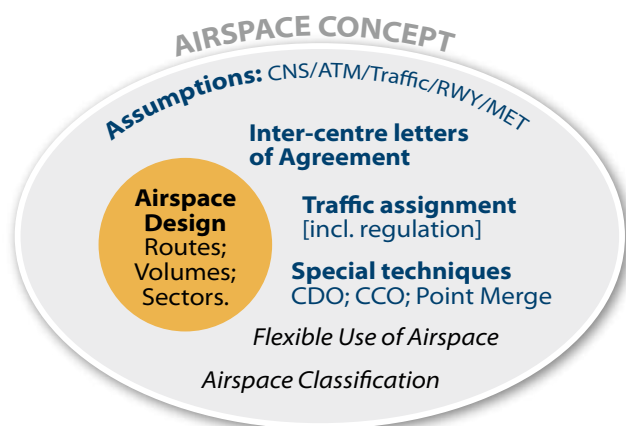 AIRSPACE CONCEPT
Assumptions: CNS/ATM/Traffic/RWY/MET
Inter-centre letters
of Agreement
Airspace
Design
Routes;
Volumes;
Sectors.
Traffic assignment
[incl. regulation]
Special techniques
CDO; CCO; Point Merge
Flexible Use of Airspace
Airspace Classification